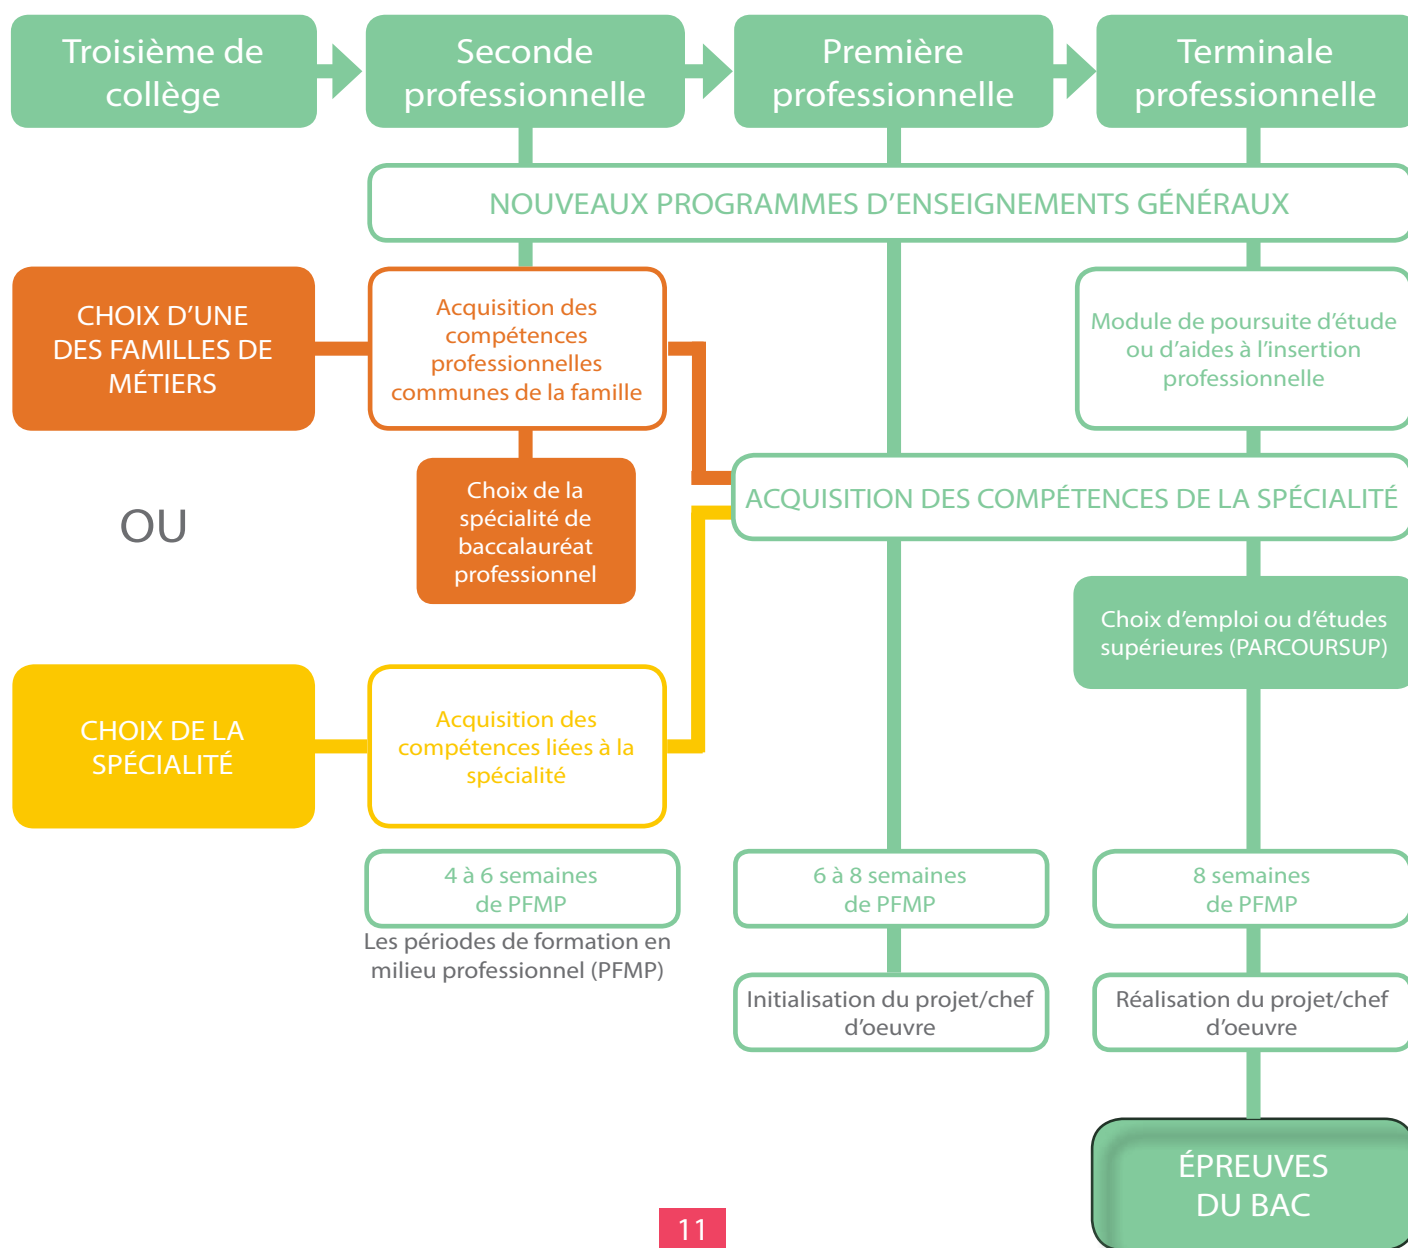 Troisième de
collège
Seconde
professionnelle
Première
professionnelle
Terminale
professionnelle
NOUVEAUX PROGRAMMES D’ENSEIGNEMENTS GÉNÉRAUX
CHOIX D’UNE
DES FAMILLES DE
MÉTIERS
Acquisition des
compétences
professionnelles
communes de la famille
Module de poursuite d’étude
ou d’aides à l’insertion
professionnelle
OU
Choix de la
spécialité de
baccalauréat
professionnel
ACQUISITION DES COMPÉTENCES DE LA SPÉCIALITÉ
Choix d’emploi ou d’études
supérieures (PARCOURSUP)
CHOIX DE LA
SPÉCIALITÉ
Acquisition des
compétences liées à la
spécialité
4 à 6 semaines
de PFMP
6 à 8 semaines
de PFMP
8 semaines
de PFMP
Les périodes de formation en
milieu professionnel (PFMP)
Initialisation du projet/chef
d’oeuvre
Réalisation du projet/chef
d’oeuvre
ÉPREUVES
DU BAC
11